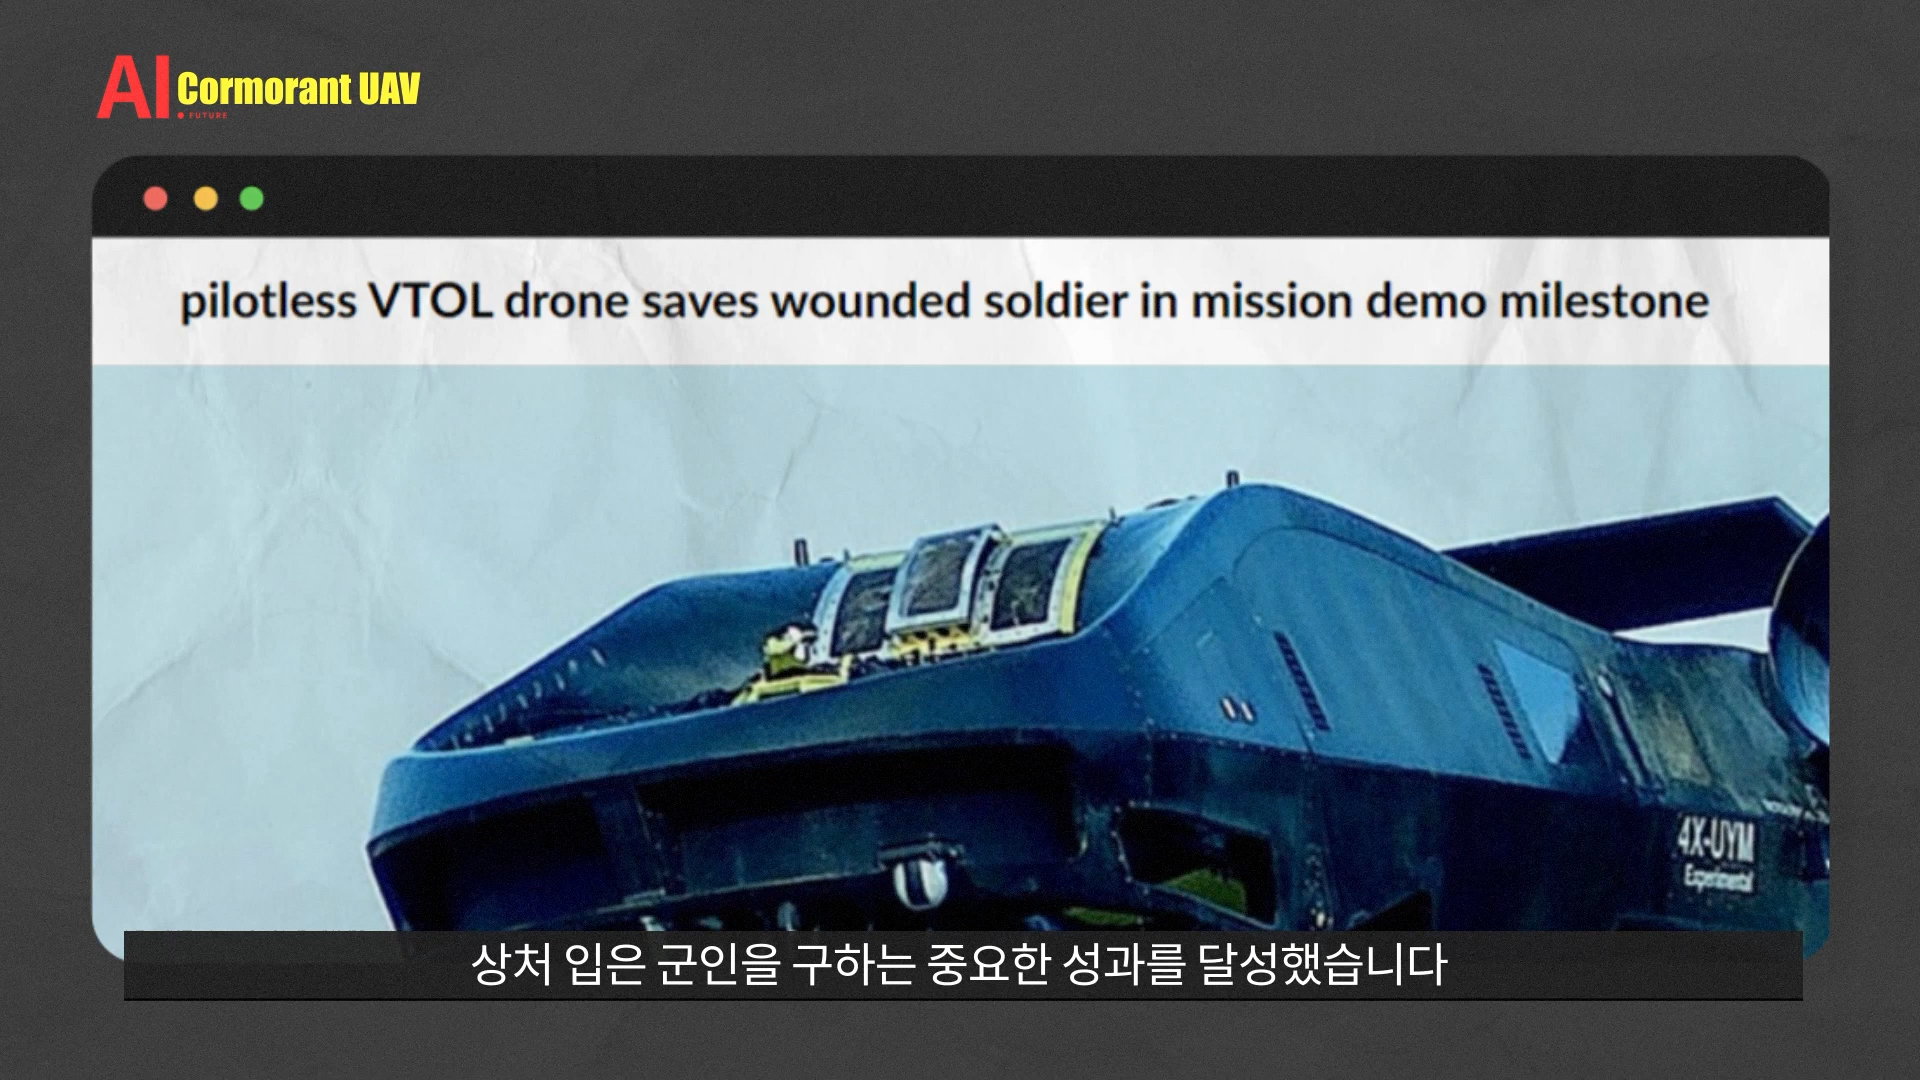 AI Cormorant UAV
FUTURE
pilotless VTOL drone saves wounded soldier in mission demo milestone
4X-UYM
Experimental
상처 입은 군인을 구하는 중요한 성과를 달성했습니다